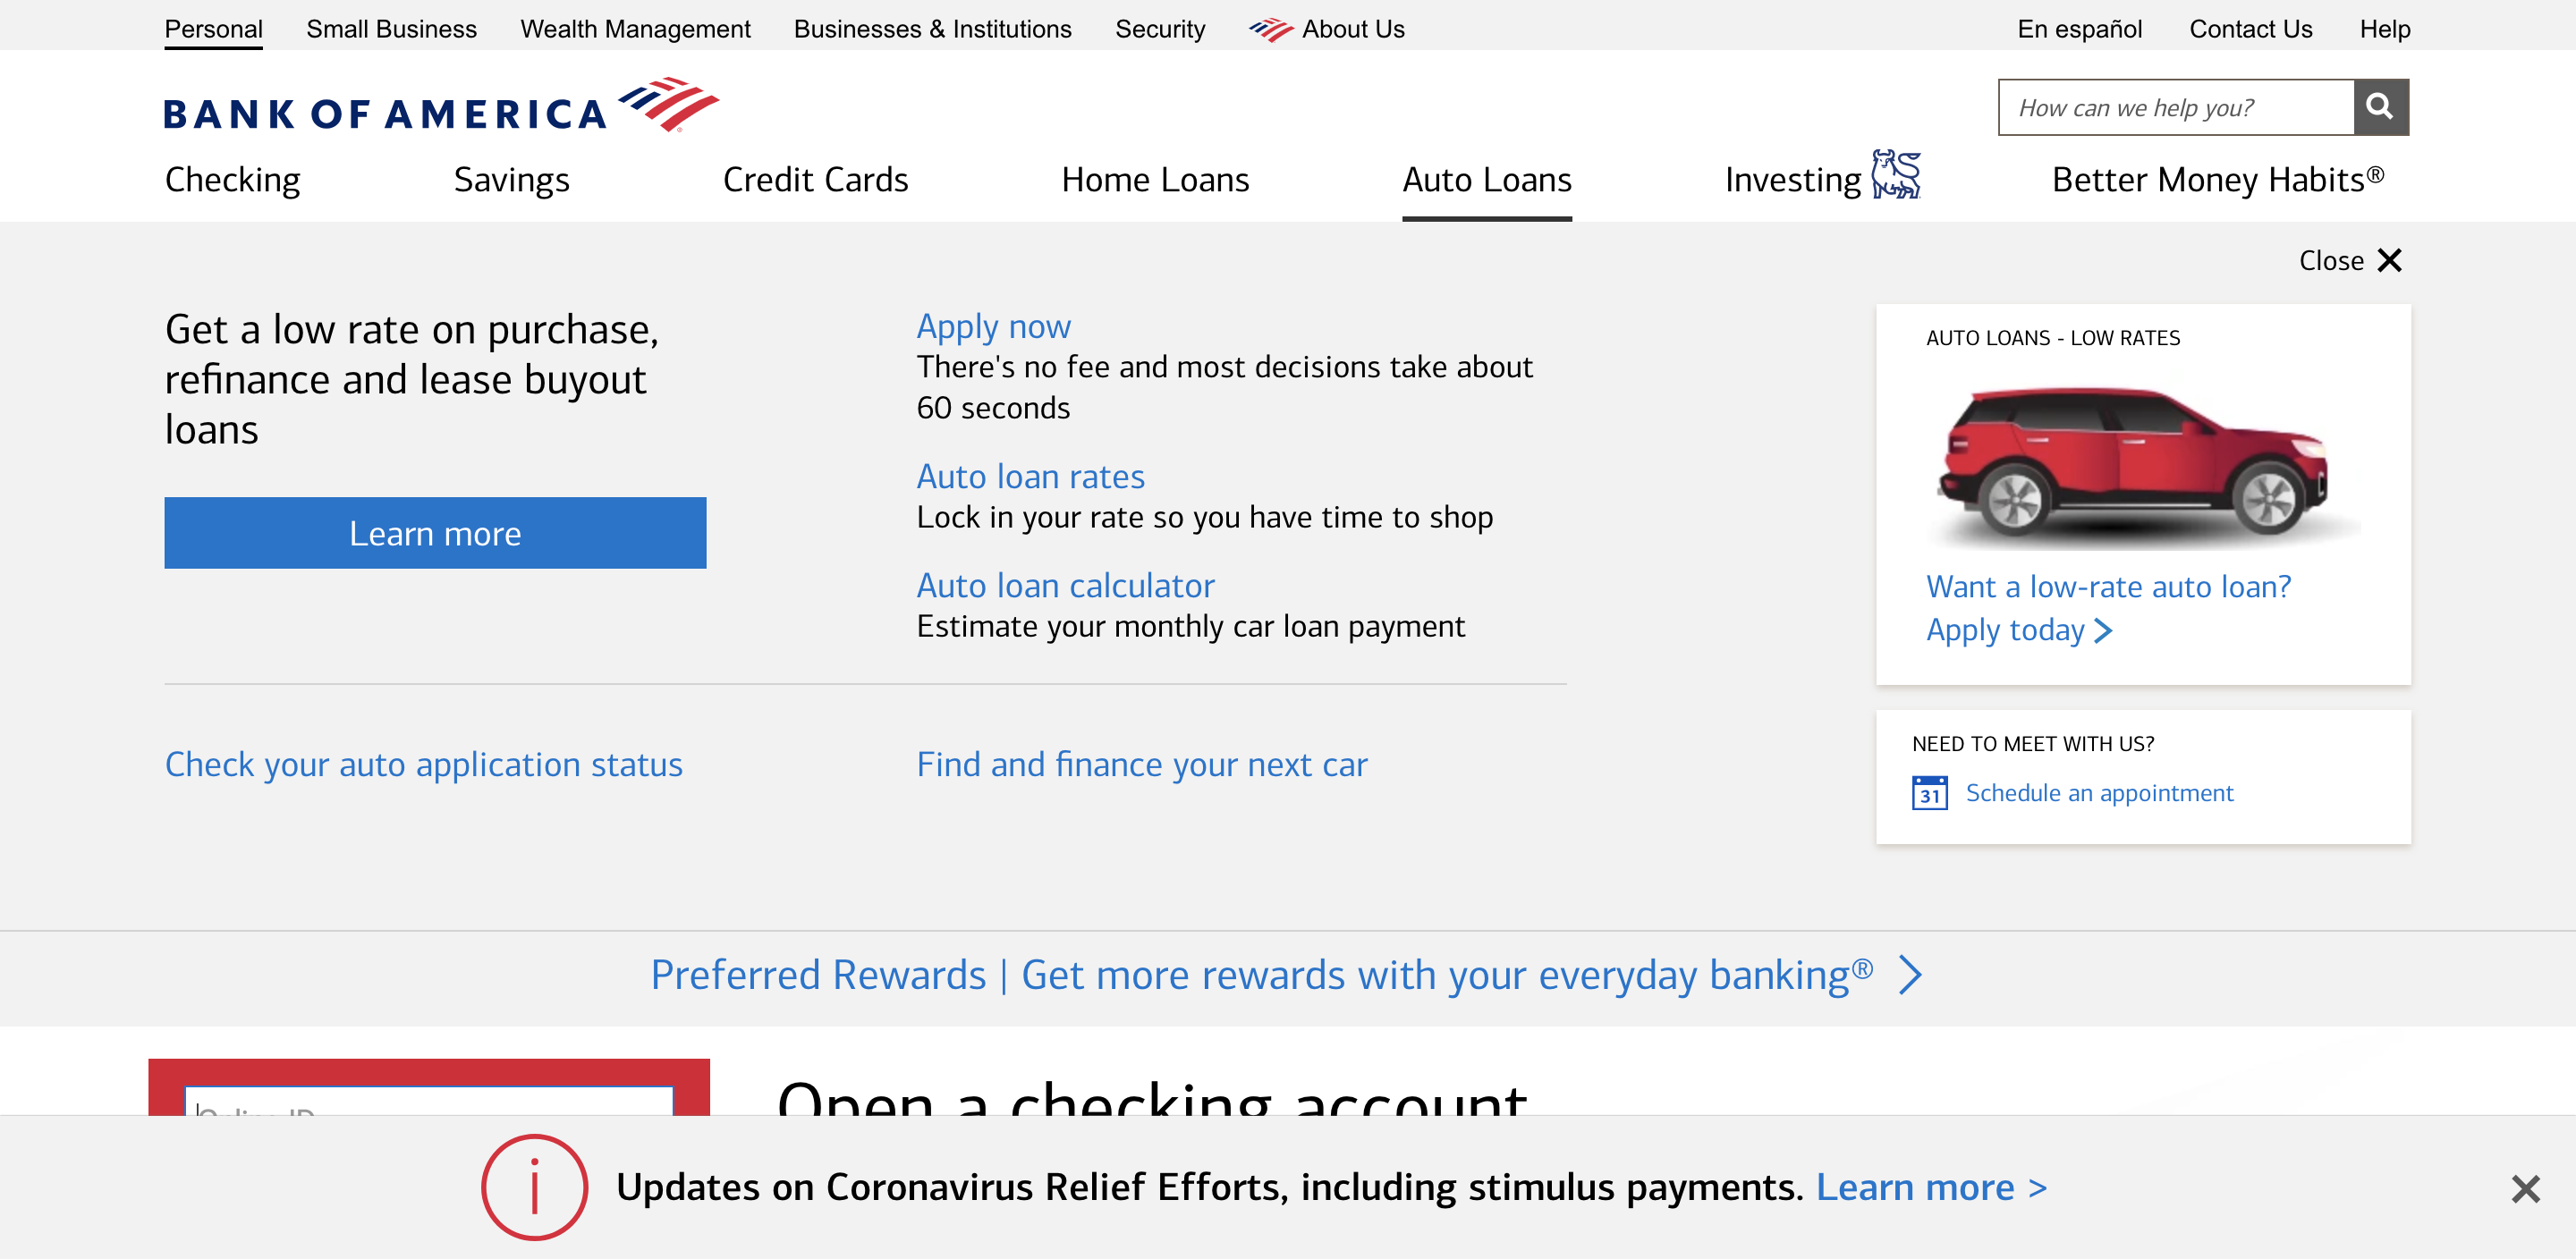 Personal Small Business Wealth Management Businesses & Institutions Security About Us En español Contact Us Help
BANK OF AMERICA
How can we help you?
Checking Savings Credit Cards Home Loans Auto Loans Investing Better Money Habits®
Close
Get a low rate on purchase,
refinance and lease buyout
loans
Learn more
Apply now
There's no fee and most decisions take about
60 seconds
Auto loan rates
Lock in your rate so you have time to shop
Auto loan calculator
Estimate your monthly car loan payment
Check your auto application status
Find and finance your next car
AUTO LOANS - LOW RATES
Want a low-rate auto loan?
Apply today
NEED TO MEET WITH US?
31 Schedule an appointment
Preferred Rewards | Get more rewards with your everyday banking®
Online ID
Open a checking account
Updates on Coronavirus Relief Efforts, including stimulus payments. Learn more >